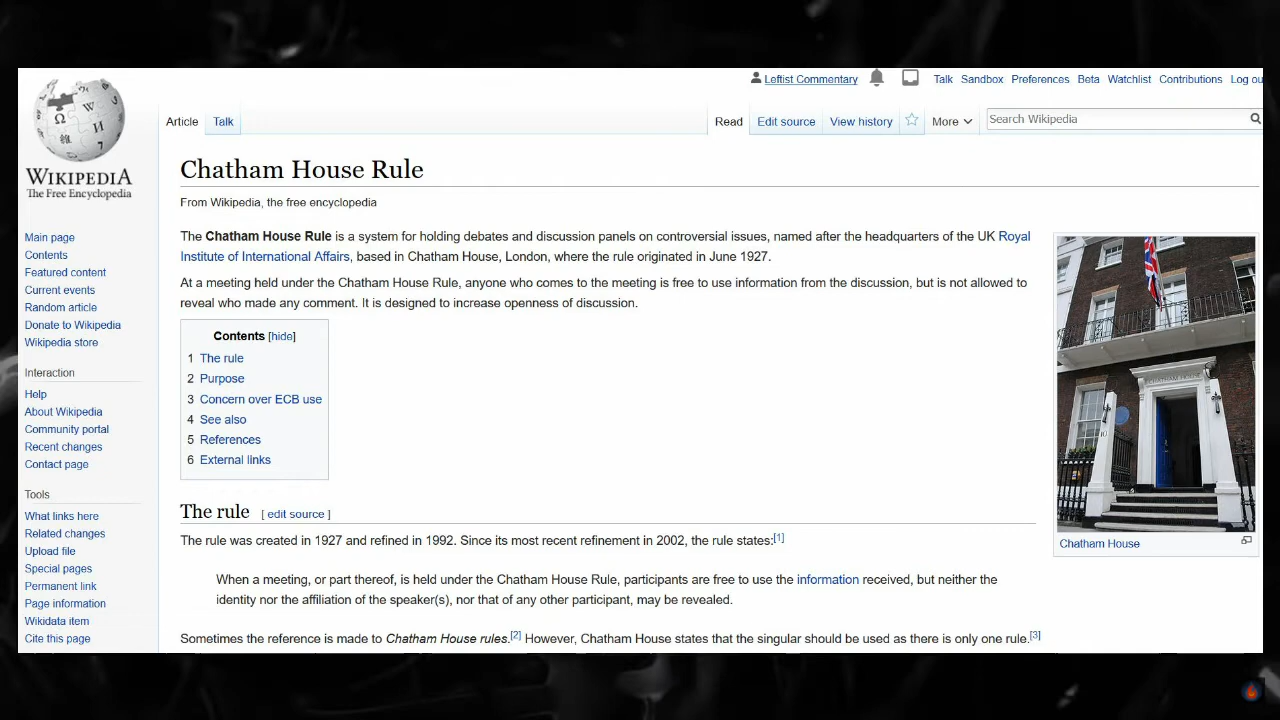 Leftist Commentary Talk Sandbox Preferences Beta Watchlist Contributions Log ou
Article Talk Read Edit source View history More Search Wikipedia
WIKIPEDIA
The Free Encyclopedia
Chatham House Rule
From Wikipedia, the free encyclopedia
Main page
Contents
Featured content
Current events
Random article
Donate to Wikipedia
Wikipedia store
Interaction
Help
About Wikipedia
Community portal
Recent changes
Contact page
Tools
What links here
Related changes
Upload file
Special pages
Permanent link
Page information
Wikidata item
Cite this page
The Chatham House Rule is a system for holding debates and discussion panels on controversial issues, named after the headquarters of the UK Royal
Institute of International Affairs, based in Chatham House, London, where the rule originated in June 1927.
At a meeting held under the Chatham House Rule, anyone who comes to the meeting is free to use information from the discussion, but is not allowed to
reveal who made any comment. It is designed to increase openness of discussion.
Contents [hide]
1 The rule
2 Purpose
3 Concern over ECB use
4 See also
5 References
6 External links
CHATHAM HOUSE
Chatham House
The rule [ edit source ]
The rule was created in 1927 and refined in 1992. Since its most recent refinement in 2002, the rule states:[1]
When a meeting, or part thereof, is held under the Chatham House Rule, participants are free to use the information received, but neither the
identity nor the affiliation of the speaker(s), nor that of any other participant, may be revealed.
Sometimes the reference is made to Chatham House rules.[2] However, Chatham House states that the singular should be used as there is only one rule.[3]